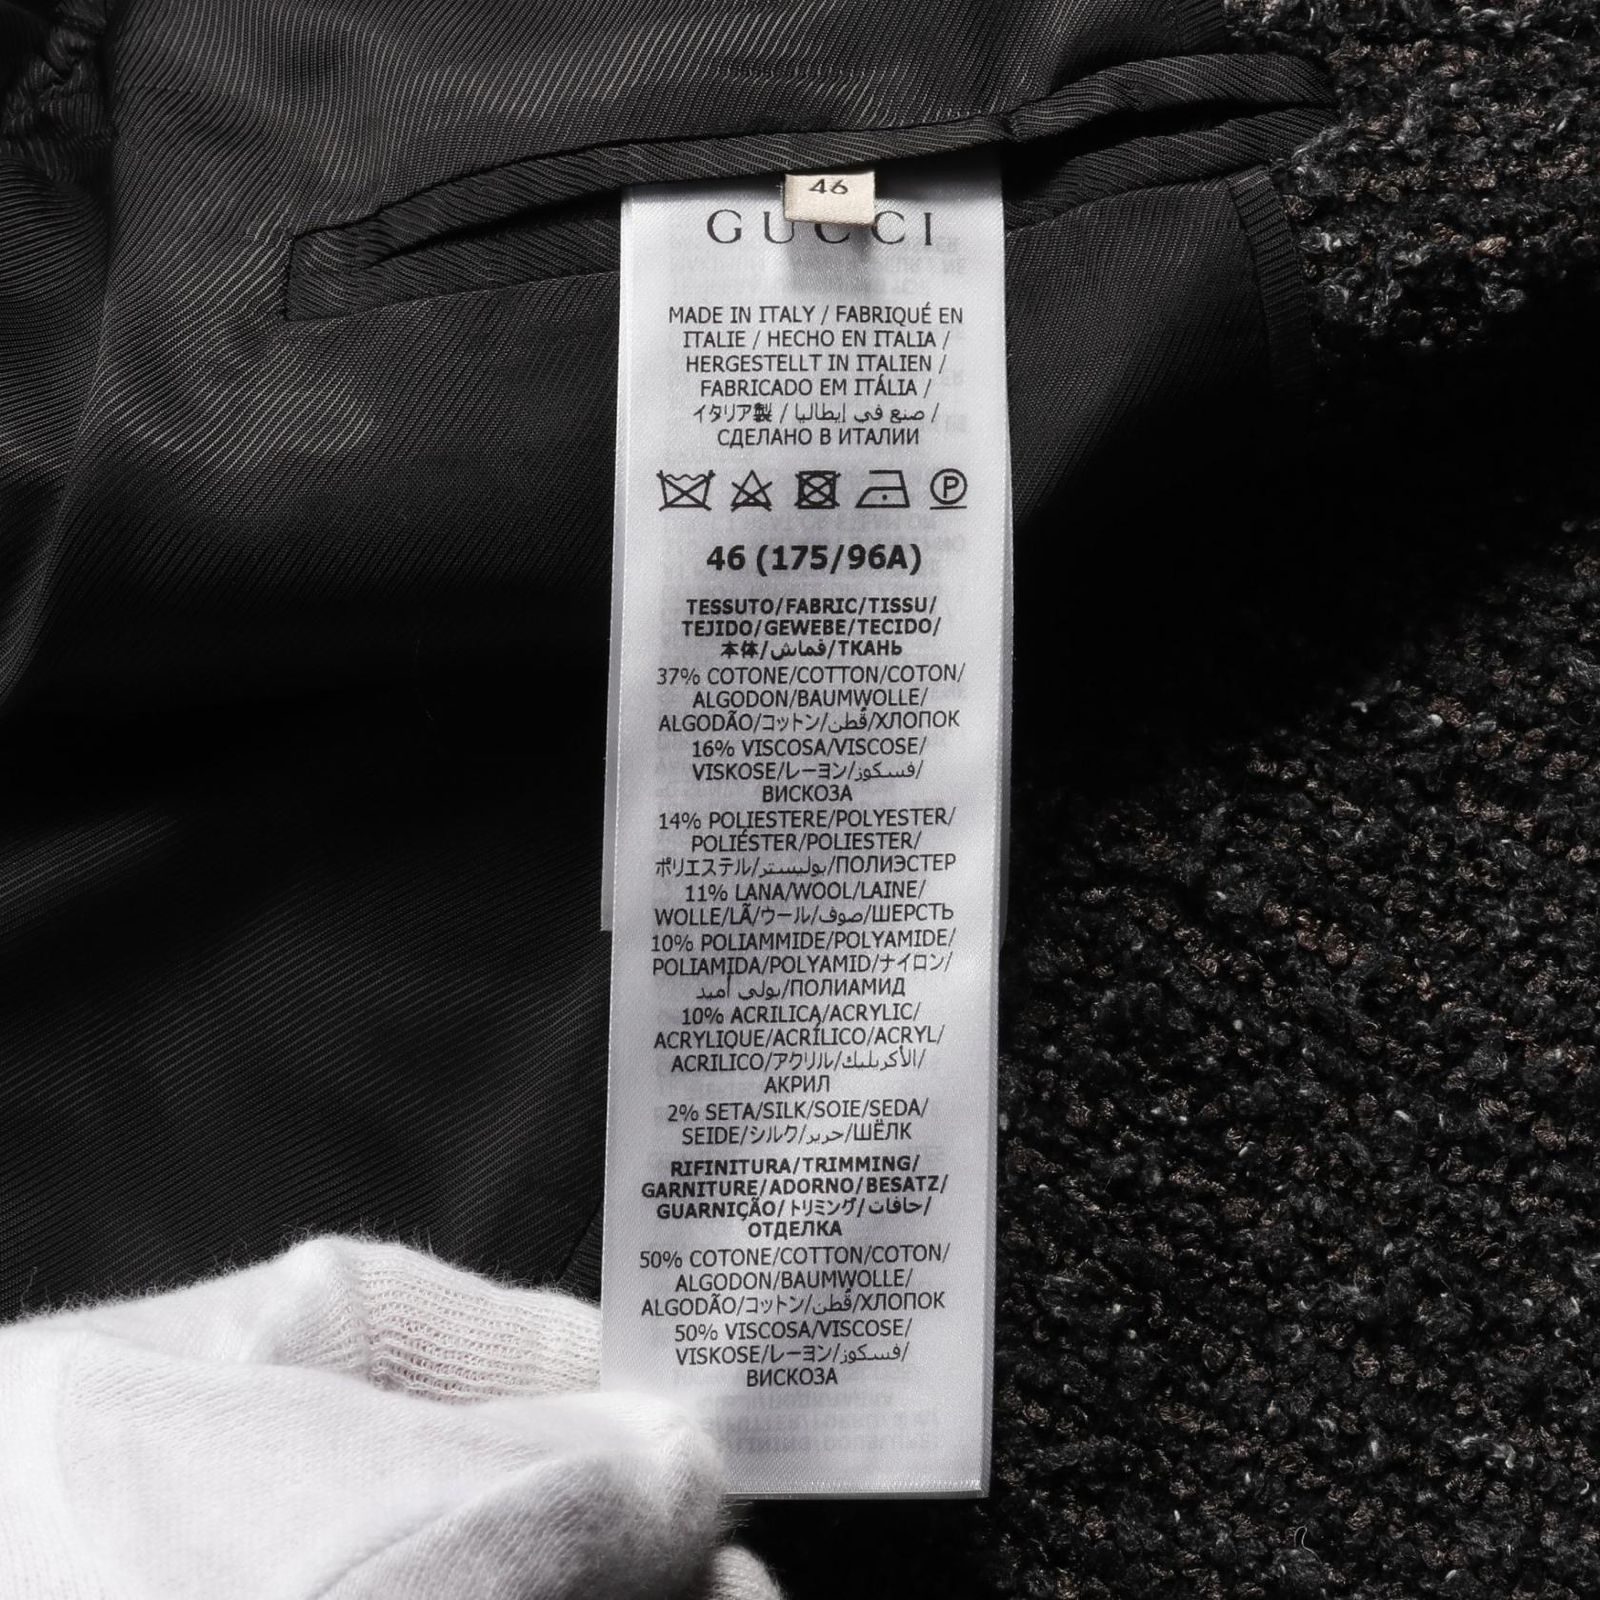 46
GUCCI
MADE IN ITALY / FABRIQUÉ EN
ITALIE / HECHO EN ITALIA /
HERGESTELLT IN ITALIEN /
FABRICADO EM ITÁLIA /
イタリア製 / صنع في إيطاليا /
СДЕЛАНО В ИТАЛИИ
P
46 (175/96A)
TESSUTO/FABRIC/TISSU/
TEJIDO/GEWEBE/TECIDO/
本体/قماش/ТКАНЬ
37% COTONE/COTTON/COTON/
ALGODON/BAUMWOLLE/
ALGODÃO/コットン/قُطن/ХЛОПОК
16% VISCOSA/VISCOSE/
VISKOSE/レーヨン/فسكوز/
ВИСКОЗА
14% POLIESTERE/POLYESTER/
POLIÉSTER/POLIESTER/
ポリエステル/بوليستر/ПОЛИЭСТЕР
11% LANA/WOOL/LAINE/
WOLLE/LÃ/ウール/صوف/ШЕРСТЬ
10% POLIAMMIDE/POLYAMIDE/
POLIAMIDA/POLYAMID/ナイロン/
بولي أميد/ПОЛИАМИД
10% ACRILICA/ACRYLIC/
ACRYLIQUE/ACRÍLICO/ACRYL/
ACRILICO/アクリル/الأكريليك/
АКРИЛ
2% SETA/SILK/SOIE/SEDA/
SEIDE/シルク/حرير/ШЁЛК
RIFINITURA/TRIMMING/
GARNITURE/ADORNO/BESATZ/
GUARNIÇÃO/トリミング/حافات/
ОТДЕЛКА
50% COTONE/COTTON/COTON/
ALGODON/BAUMWOLLE/
ALGODÃO/コットン/قُطن/ХЛОПОК
50% VISCOSA/VISCOSE/
VISKOSE/レーヨン/فسكوز/
ВИСКОЗА